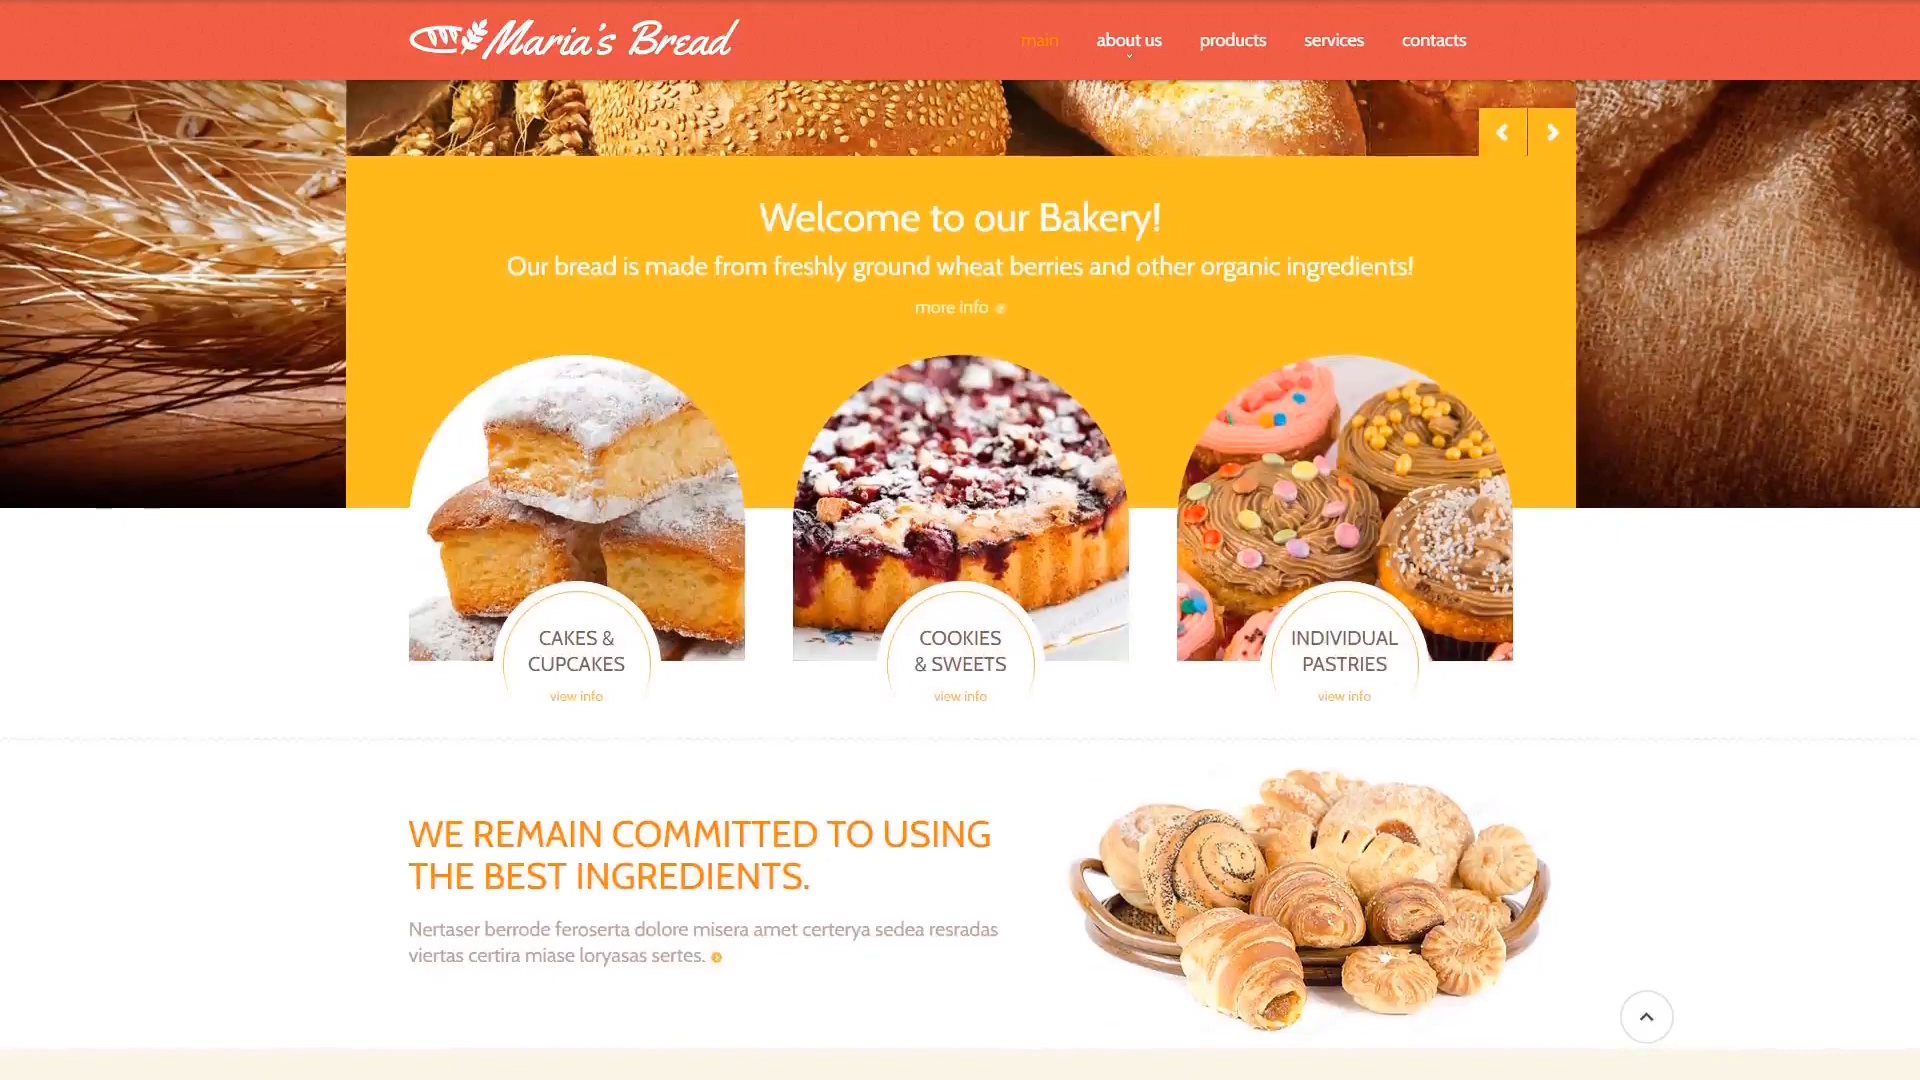 Maria's Bread
main about us products services contacts
Welcome to our Bakery!
Our bread is made from freshly ground wheat berries and other organic ingredients!
more info
CAKES &
CUPCAKES
view info
COOKIES
& SWEETS
view info
INDIVIDUAL
PASTRIES
view info
WE REMAIN COMMITTED TO USING
THE BEST INGREDIENTS.
Nertaser berrode feroserta dolore misera amet certerya sedea resradas
viertas certira miase loryasas sertes.